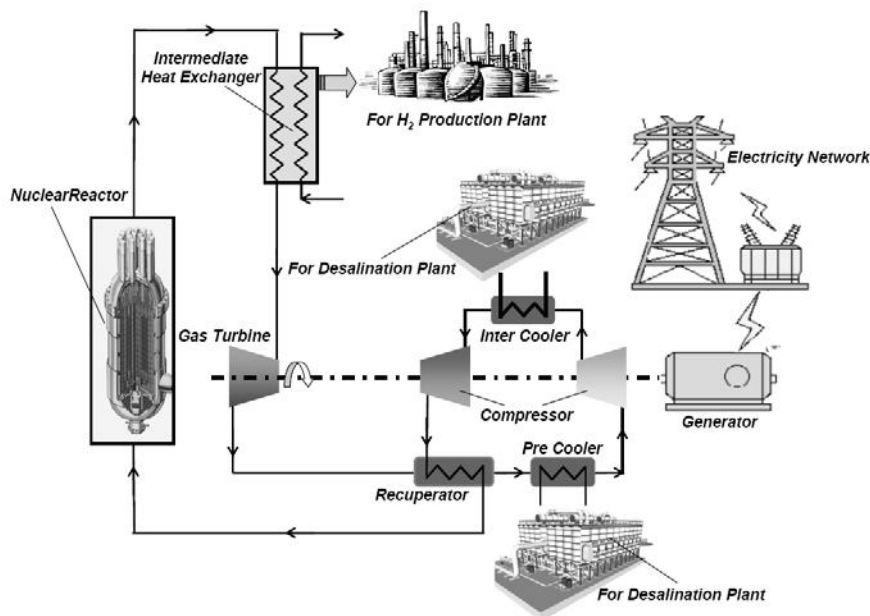 Intermediate
Heat Exchanger
For H₂ Production Plant
Electricity Network
NuclearReactor
For Desalination Plant
Gas Turbine
Inter Cooler
Compressor
Generator
Pre Cooler
Recuperator
For Desalination Plant